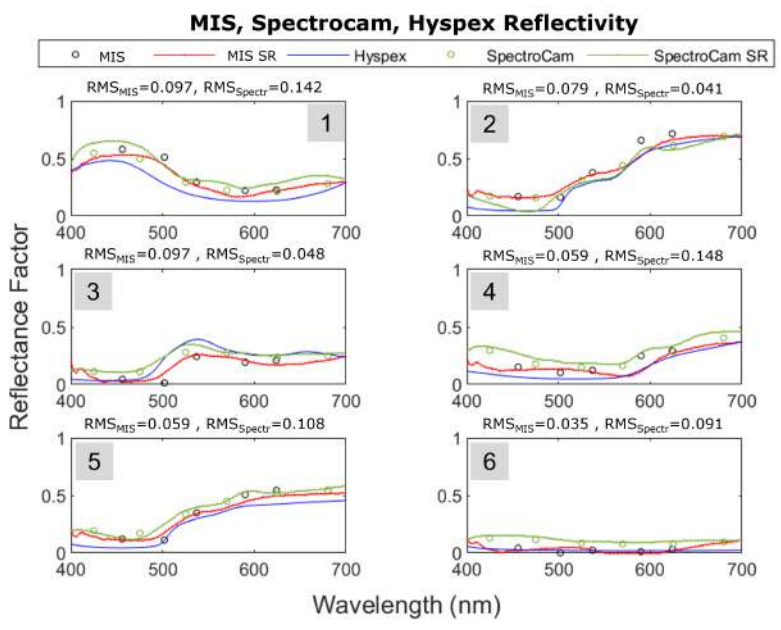 MIS, Spectrocam, Hyspex Reflectivity
MIS MIS SR Hyspex SpectroCam SpectroCam SR
RMS_MIS=0.097, RMS_Spectr=0.142
RMS_MIS=0.079 , RMS_Spectr=0.041
1
0.5
0
400 500 600 700
1
1
0.5
0
400 500 600 700
2
RMS_MIS=0.097 , RMS_Spectr=0.048
RMS_MIS=0.059 , RMS_Spectr=0.148
1
0.5
0
400 500 600 700
3
1
0.5
0
400 500 600 700
4
RMS_MIS=0.059 , RMS_Spectr=0.108
RMS_MIS=0.035 , RMS_Spectr=0.091
1
0.5
0
400 500 600 700
5
1
0.5
0
400 500 600 700
6
Reflectance Factor
Wavelength (nm)